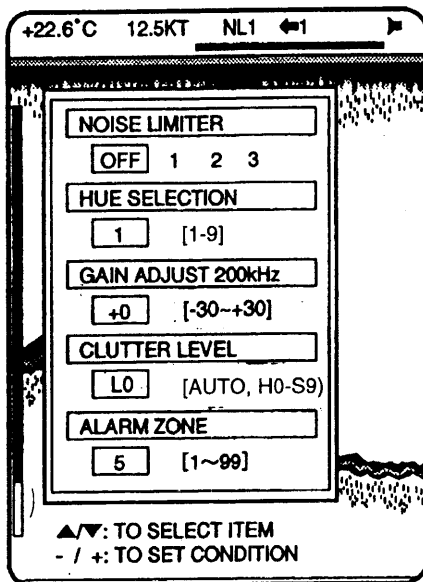 +22.6°C 12.5KT NL1 ⬅1
NOISE LIMITER
OFF 1 2 3
HUE SELECTION
1 [1-9]
GAIN ADJUST 200kHz
+0 [-30~+30]
CLUTTER LEVEL
L0 [AUTO, H0-S9)
ALARM ZONE
5 [1~99]
▲/▼: TO SELECT ITEM
- / +: TO SET CONDITION